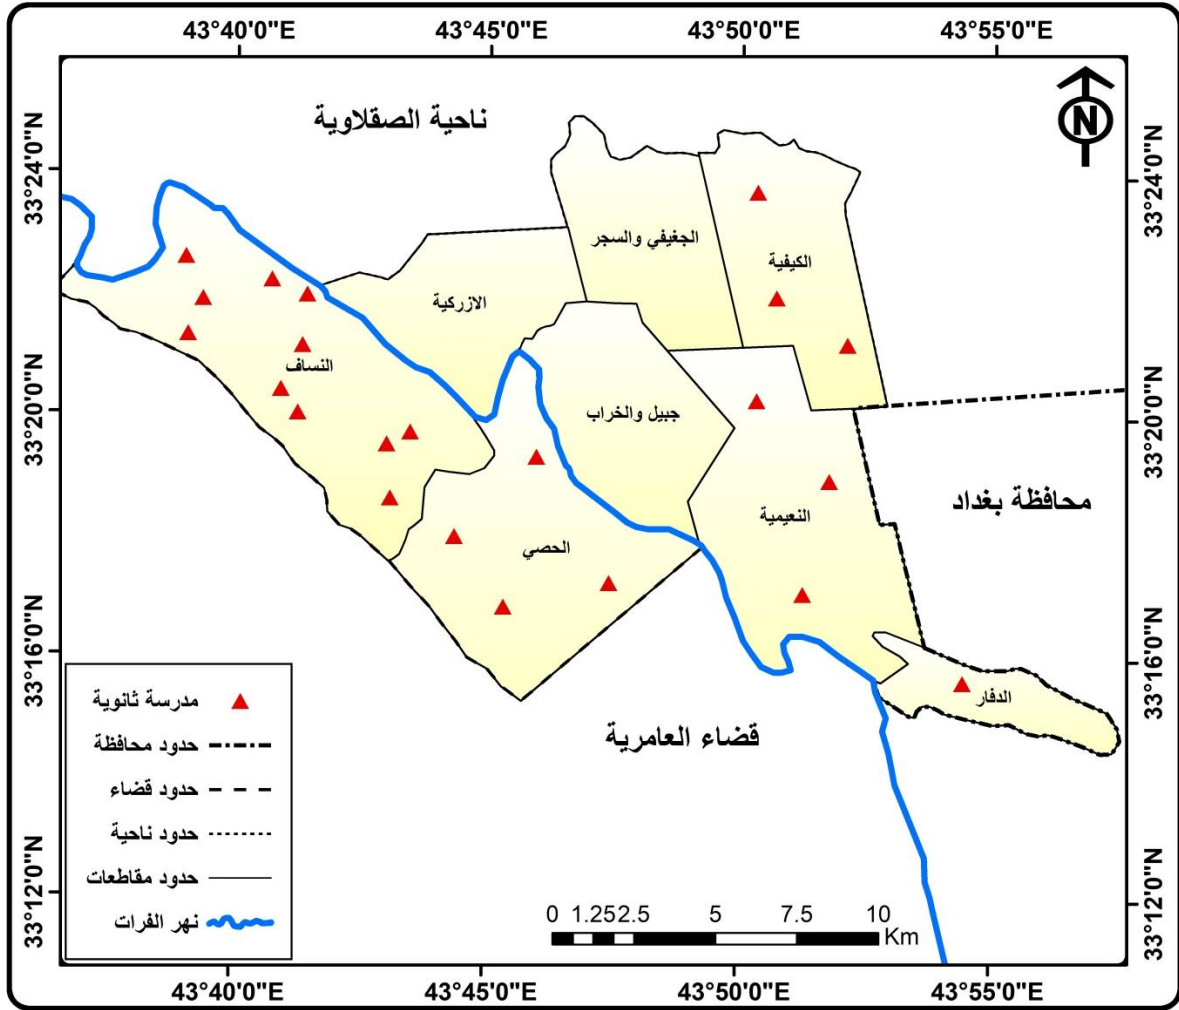 43°40'0"E 43°45'0"E 43°50'0"E 43°55'0"E
33°24'0"N
33°20'0"N
33°16'0"N
33°12'0"N
33°24'0"N
33°20'0"N
33°16'0"N
33°12'0"N
N
ناحية الصقلاوية
الجغيفي والسجر
الكيفية
الازركية
النساف
جبيل والخراب
محافظة بغداد
النعيمية
الحصي
الدفار
قضاء العامرية
مدرسة ثانوية
حدود محافظة
حدود قضاء
حدود ناحية
حدود مقاطعات
نهر الفرات
0 1.25 2.5 5 7.5 10
Km
43°40'0"E 43°45'0"E 43°50'0"E 43°55'0"E